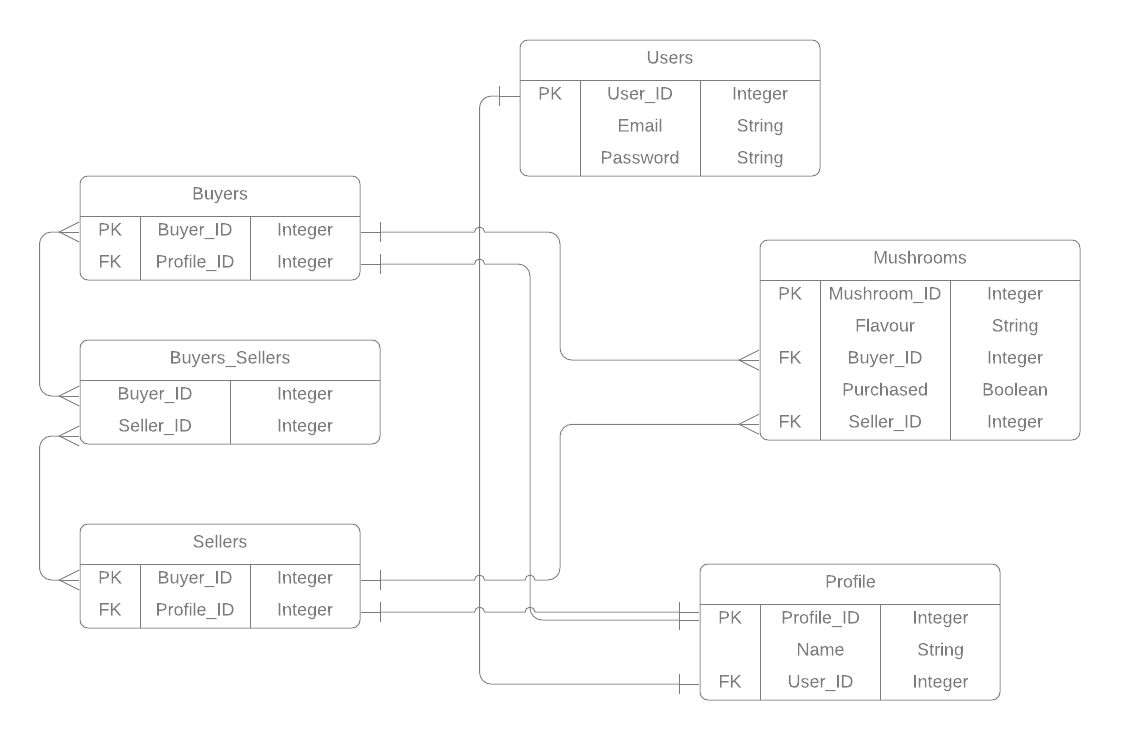 Users
PK User_ID Integer
Email String
Password String
Buyers
PK Buyer_ID Integer
FK Profile_ID Integer
Mushrooms
PK Mushroom_ID Integer
Flavour String
FK Buyer_ID Integer
Purchased Boolean
FK Seller_ID Integer
Buyers_Sellers
Buyer_ID Integer
Seller_ID Integer
Sellers
PK Buyer_ID Integer
FK Profile_ID Integer
Profile
PK Profile_ID Integer
Name String
FK User_ID Integer